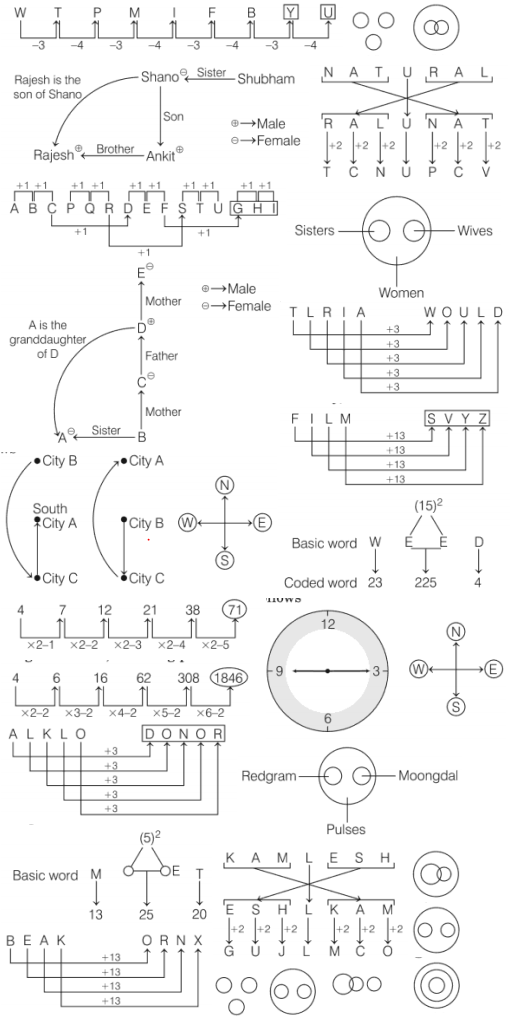 W T P M I F B Y U
–3 –4 –3 –4 –3 –4 –3 –4
Shano⊖ Sister Shubham
Rajesh is the
son of Shano
Son
⊕→Male
⊖→Female
Rajesh⊕ Brother Ankit⊕
N A T U R A L
R A L U N A T
+2 +2 +2 +2 +2 +2
T C N U P C V
+1 +1 +1 +1 +1 +1 +1 +1 +1 +1
A B C P Q R D E F S T U G H I
+1 +1
+1
Sisters Wives
Women
E⊖
⊕→Male
⊖→Female
Mother
A is the
granddaughter
of D
D⊕
Father
C⊖
Mother
A⊖ Sister B
T L R I A W O U L D
+3
+3
+3
+3
+3
F I L M S V Y Z
+13
+13
+13
+13
City B City A
South
City A City B
City C City C
N
W E
S
(15)2
Basic word W E E D
Coded word 23 225 4
4 7 12 21 38 71
×2–1 ×2–2 ×2–3 ×2–4 ×2–5
4 6 16 62 308 1846
×2–2 ×3–2 ×4–2 ×5–2 ×6–2
12
9 3
6
N
W E
S
A L K L O D O N O R
+3
+3
+3
+3
+3
Redgram Moongdal
Pulses
(5)2
Basic word M E T
13 25 20
K A M L E S H
E S H L K A M
+2 +2 +2 +2 +2 +2
G U J L M C O
B E A K O R N X
+13
+13
+13
+13